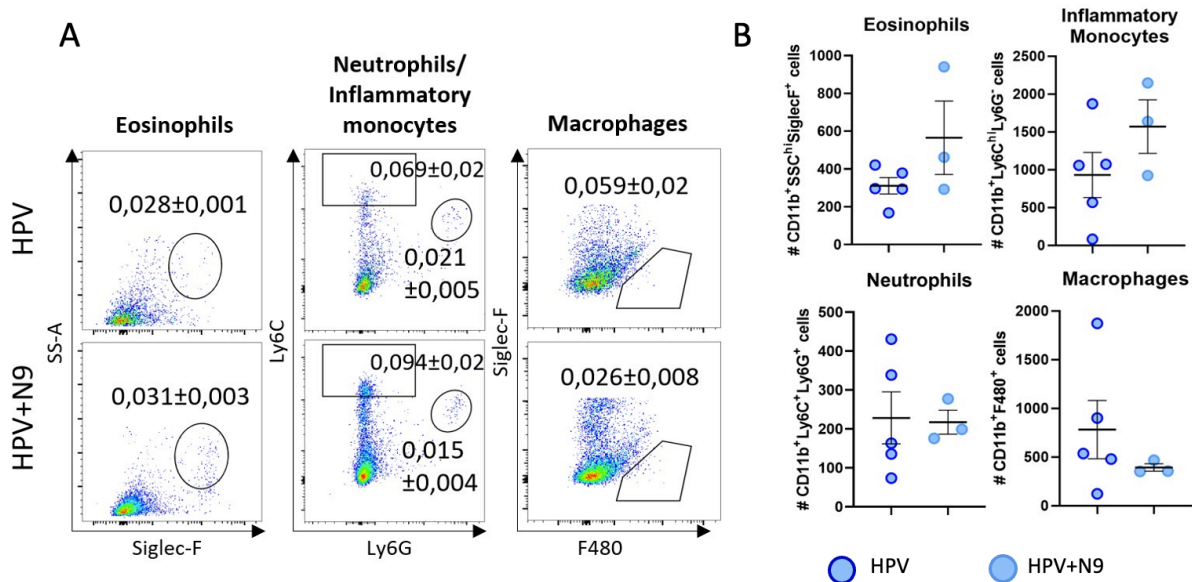 A
Eosinophils
Neutrophils/
Inflammatory
monocytes
Macrophages
HPV
0,028±0,001
0,069±0,02
0,021
±0,005
0,059±0,02
HPV+N9
0,031±0,003
0,094±0,02
0,015
±0,004
0,026±0,008
SS-A
Ly6C
Siglec-F
Siglec-F
Ly6G
F480
B
Eosinophils
# CD11b⁺SSCʰⁱSiglecF⁺ cells
1000
800
600
400
200
0
Inflammatory
Monocytes
# CD11b⁺Ly6CʰⁱLy6G⁻ cells
2500
2000
1500
1000
500
0
Neutrophils
# CD11b⁺Ly6C⁺Ly6G⁺ cells
500
400
300
200
100
0
Macrophages
# CD11b⁺F480⁺ cells
2000
1500
1000
500
0
HPV
HPV+N9